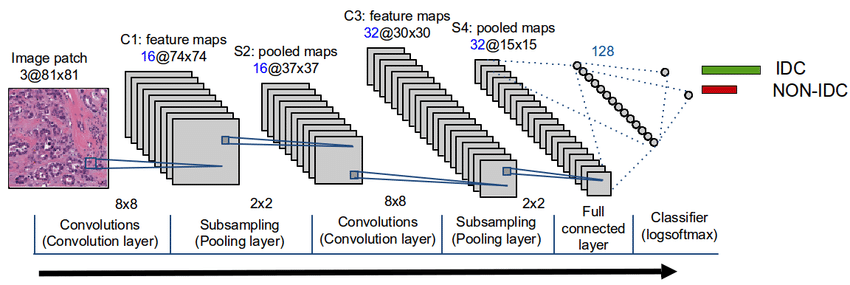 Image patch
3@81x81
C1: feature maps
16@74x74
S2: pooled maps
16@37x37
C3: feature maps
32@30x30
S4: pooled maps
32@15x15
128
IDC
NON-IDC
8x8
2x2
8x8
2x2
Convolutions
(Convolution layer)
Subsampling
(Pooling layer)
Convolutions
(Convolution layer)
Subsampling
(Pooling layer)
Full
connected
layer
Classifier
(logsoftmax)